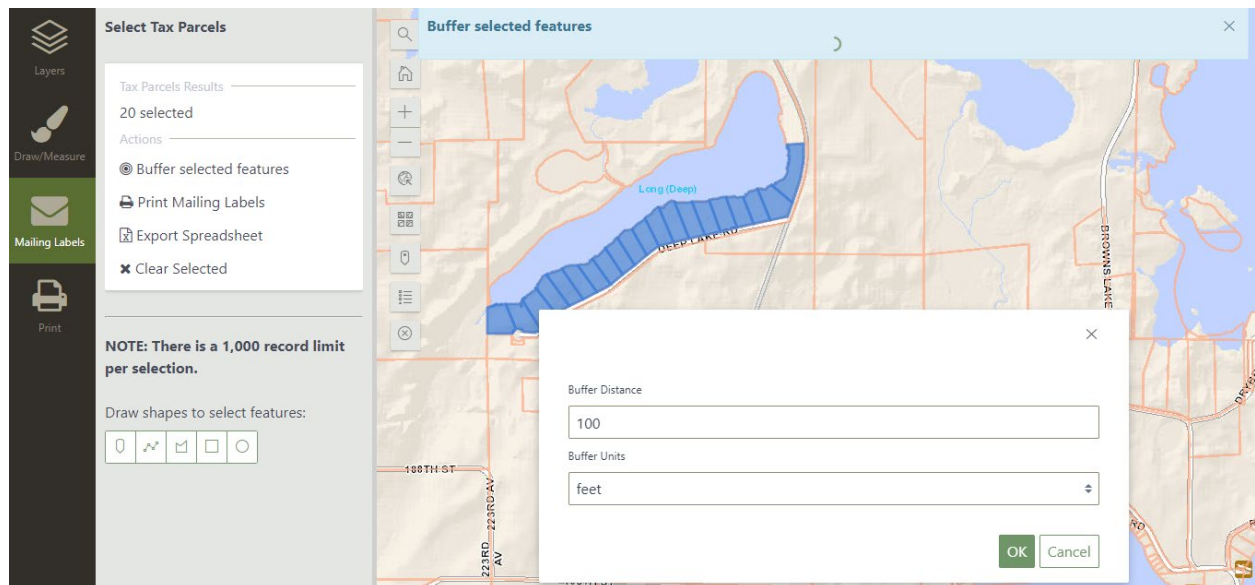 Layers
Draw/Measure
Mailing Labels
Print
Select Tax Parcels
Tax Parcels Results
20 selected
Actions
Buffer selected features
Print Mailing Labels
Export Spreadsheet
Clear Selected
NOTE: There is a 1,000 record limit
per selection.
Draw shapes to select features:
Buffer selected features
Long (Deep)
DEEP LAKE RD
BROWNS LAKE
188TH ST
223RD AV
223RD
AV
Buffer Distance
100
Buffer Units
feet
OK
Cancel
RD